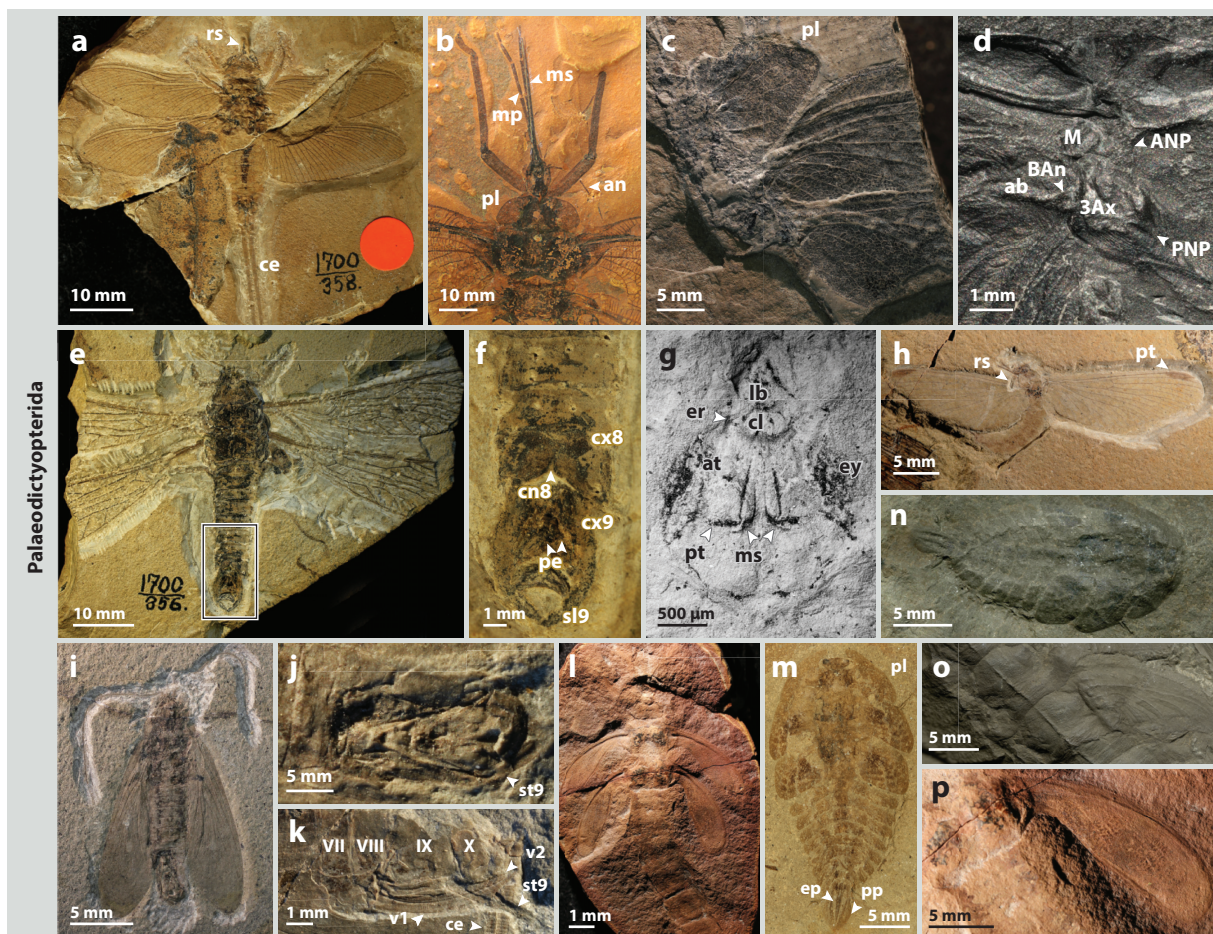 Palaeodictyopterida
a
rs
ce
1700
358.
10 mm
b
ms
mp
an
pl
10 mm
c
pl
5 mm
d
M
ANP
BAn
ab
3Ax
PNP
1 mm
e
1700
356.
10 mm
f
cx8
cn8
cx9
pe
sl9
1 mm
g
lb
er
cl
at
ey
pt
ms
500 µm
h
rs
pt
5 mm
n
5 mm
i
5 mm
j
st9
5 mm
k
VII VIII IX X
v2
st9
v1
ce
1 mm
l
1 mm
m
pl
ep
pp
5 mm
o
5 mm
p
5 mm